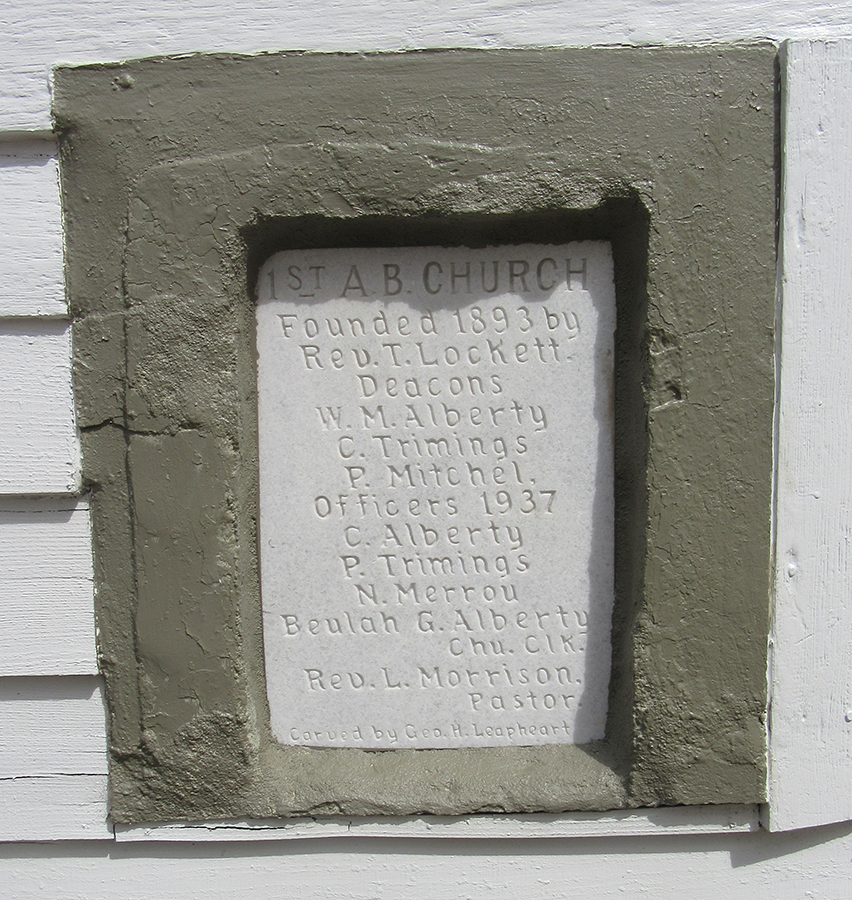 1ST A.B. CHURCH
Founded 1893 by
Rev. T. Lockett.
Deacons
W. M. Alberty
C. Trimings
P. Mitchel.
Officers 1937
C. Alberty
P. Trimings
N. Merrou
Beulah G. Alberty
Chu. Clk.
Rev. L. Morrison.
Pastor.
Carved by Geo. H. Leapheart